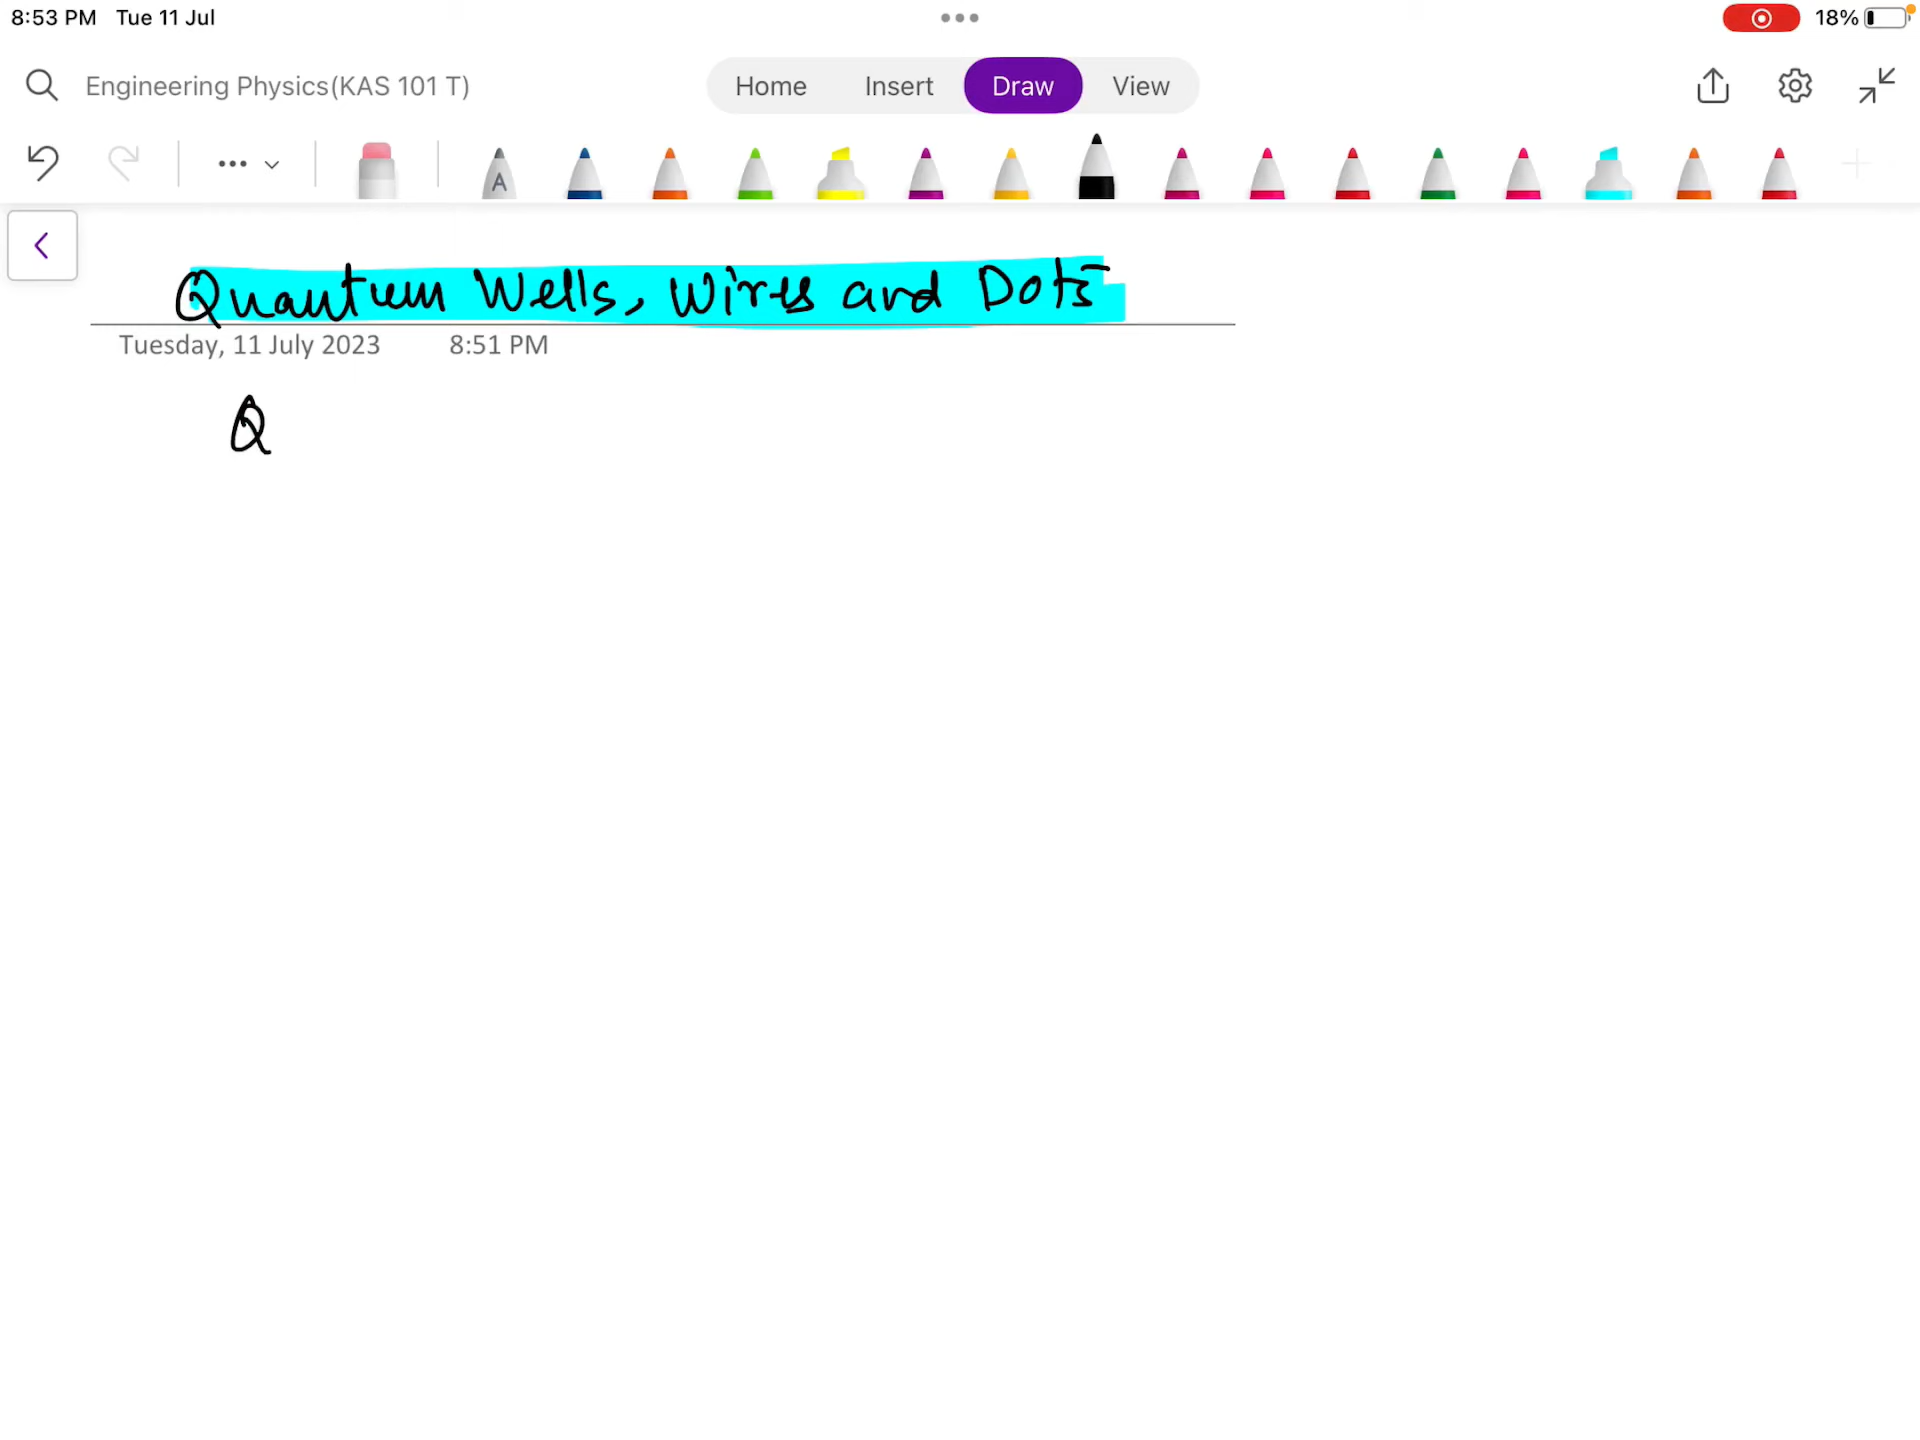 8:53 PM Tue 11 Jul 18%
Engineering Physics(KAS 101 T) Home Insert Draw View
A
Quantum Wells, Wires and Dots
Tuesday, 11 July 2023 8:51 PM
Q